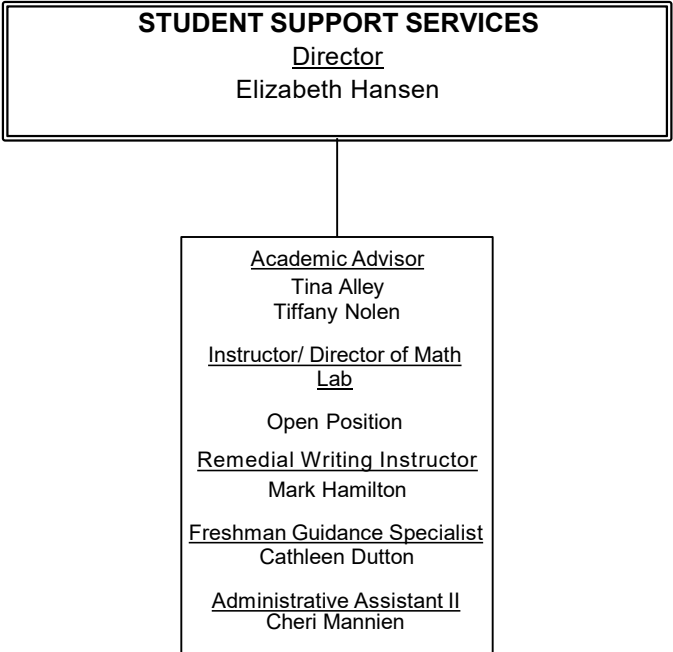 STUDENT SUPPORT SERVICES
Director
Elizabeth Hansen
Academic Advisor
Tina Alley
Tiffany Nolen
Instructor/ Director of Math
Lab
Open Position
Remedial Writing Instructor
Mark Hamilton
Freshman Guidance Specialist
Cathleen Dutton
Administrative Assistant II
Cheri Mannien